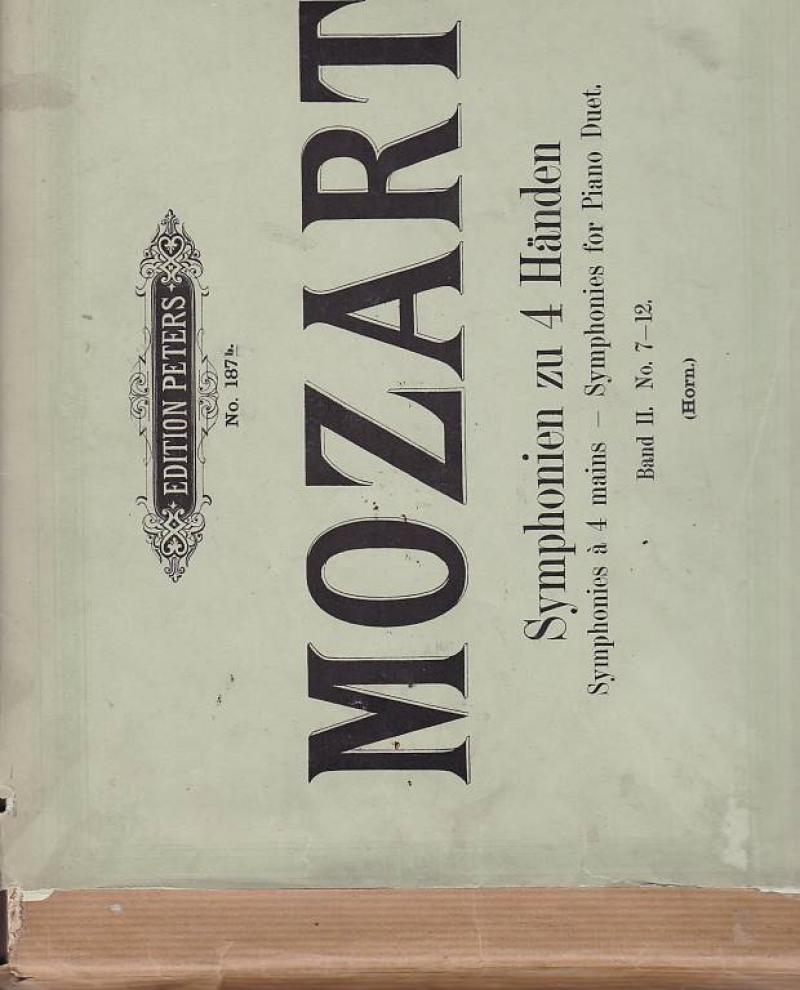 EDITION PETERS
No. 187b.
MOZART
Symphonien zu 4 Händen
Symphonies à 4 mains – Symphonies for Piano Duet.
Band II. No. 7–12.
(Horn.)